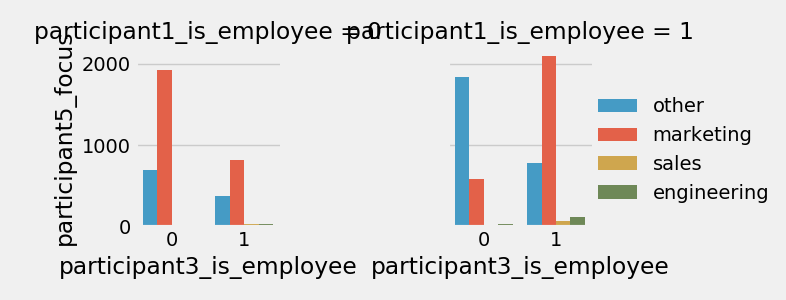 participant1_is_employee = 0
participant1_is_employee = 1
participant5_focus
2000
1000
0
0
1
participant3_is_employee
0
1
participant3_is_employee
other
marketing
sales
engineering